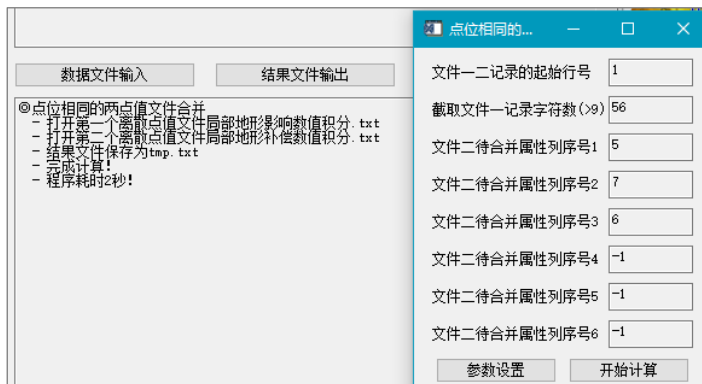 数据文件输入
结果文件输出
◎点位相同的两点值文件合并
- 打开第一个离散点值文件局部地形影响数值积分.txt
- 打开第二个离散点值文件局部地形补偿数值积分.txt
- 结果文件保存为tmp.txt
- 完成计算!
- 程序耗时2秒!
点位相同的...
文件一二记录的起始行号 1
截取文件一记录字符数(>9) 56
文件二待合并属性列序号1 5
文件二待合并属性列序号2 7
文件二待合并属性列序号3 6
文件二待合并属性列序号4 -1
文件二待合并属性列序号5 -1
文件二待合并属性列序号6 -1
参数设置
开始计算